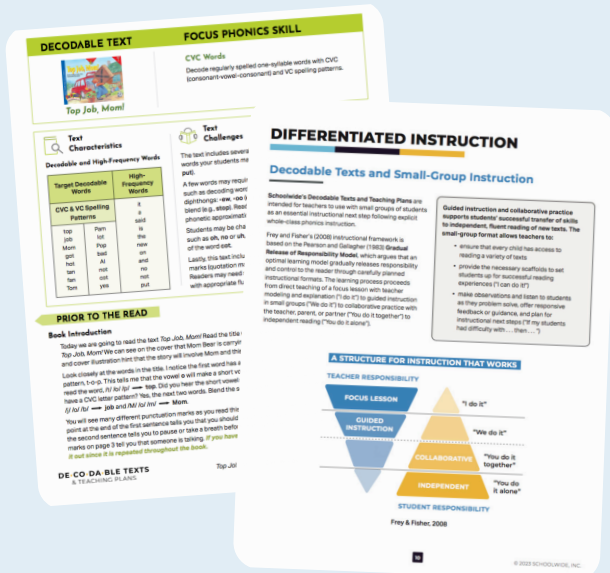 DECODABLE TEXT
FOCUS PHONICS SKILL
Top Job, Mom!
CVC Words
Decode regularly spelled one-syllable words with CVC
(consonant-vowel-consonant) and VC spelling patterns.
Text
Characteristics
Decodable and High-Frequency Words
Target Decodable
Words
High-
Frequency
Words
CVC & VC Spelling
Patterns
top Pam it
job lot a
Mom Pop said
got bad is
hot Al the
tan not new
fan cot on
Tom yes and
no
not
put
Text
Challenges
The text includes severa
words your students ma
put).
A few words may requir
such as decoding word
diphthongs: -ew, -oo (
blend (e.g., stop). Rea
phonetic approximati
Students may be cha
such as oh, no or uh
of the word cot.
Lastly, this text inclu
marks (quotation m
Readers may need
with appropriate flu
PRIOR TO THE READ
Book Introduction
Today we are going to read the text Top Job, Mom! Read the title
Top Job, Mom! We can see on the cover that Mom Bear is carryin
and cover illustration hint that the story will involve Mom and this
Look closely at the words in the title. I notice the first word has a
pattern, t-o-p. This tells me that the vowel o will make a short vo
read the word, /t/ /o/ /p/ → top. Did you hear the short vowel
have a CVC letter pattern? Yes, the next two words. Blend the s
/j/ /o/ /b/ → job and /M/ /o/ /m/ → Mom.
You will see many different punctuation marks as you read this
point at the end of the first sentence tells you that you should
the second sentence tells you to pause or take a breath befo
marks on page 3 tell you that someone is talking. If you have
it out since it is repeated throughout the book.
DE·CO·DA·BLE TEXTS
& TEACHING PLANS
Top Jo
DIFFERENTIATED INSTRUCTION
Decodable Texts and Small-Group Instruction
Schoolwide's Decodable Texts and Teaching Plans are
intended for teachers to use with small groups of students
as an essential instructional next step following explicit
whole-class phonics instruction.
Frey and Fisher's (2008) instructional framework is
based on the Pearson and Gallagher (1983) Gradual
Release of Responsibility Model, which argues that an
optimal learning model gradually releases responsibility
and control to the reader through carefully planned
instructional formats. The learning process proceeds
from direct teaching of a focus lesson with teacher
modeling and explanation ("I do it") to guided instruction
in small groups ("We do it") to collaborative practice with
the teacher, parent, or partner ("You do it together") to
independent reading ("You do it alone").
Guided instruction and collaborative practice
supports students' successful transfer of skills
to independent, fluent reading of new texts. The
small-group format allows teachers to:
• ensure that every child has access to
reading a variety of texts
• provide the necessary scaffolds to set
students up for successful reading
experiences ("I can do it!")
• make observations and listen to students
as they problem solve, offer responsive
feedback or guidance, and plan for
instructional next steps ("If my students
had difficulty with . . . then . . . ")
A STRUCTURE FOR INSTRUCTION THAT WORKS
TEACHER RESPONSIBILITY
FOCUS LESSON
"I do it"
GUIDED
INSTRUCTION
"We do it"
COLLABORATIVE
"You do it
together"
INDEPENDENT
"You do
it alone"
STUDENT RESPONSIBILITY
Frey & Fisher, 2008
© 2023 SCHOOLWIDE, INC.